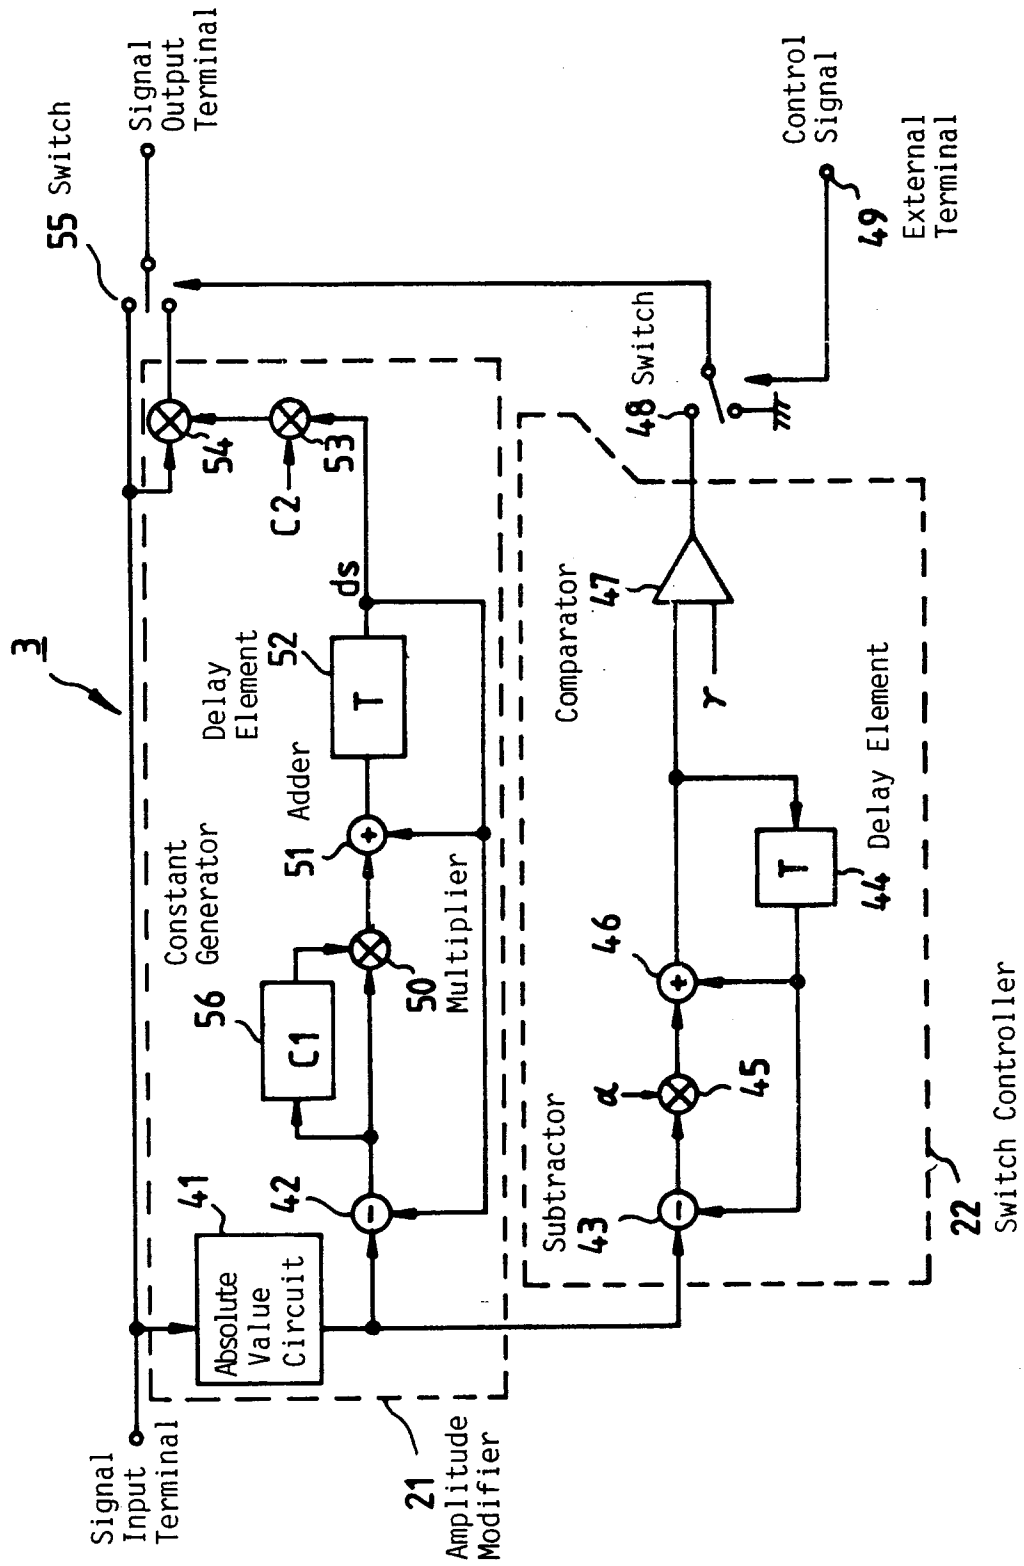 3
Signal
Input
Terminal
55 Switch
Signal
Output
Terminal
41
Absolute
Value
Circuit
42
-
56
C1
Constant
Generator
50
Multiplier
51 Adder
+
Delay
Element
52
T
ds
C2
53
54
21
Amplitude
Modifier
Subtractor
43
-
α
45
46
+
T
44 Delay Element
Comparator
47
γ
48 Switch
Control
Signal
49
External
Terminal
22
Switch Controller